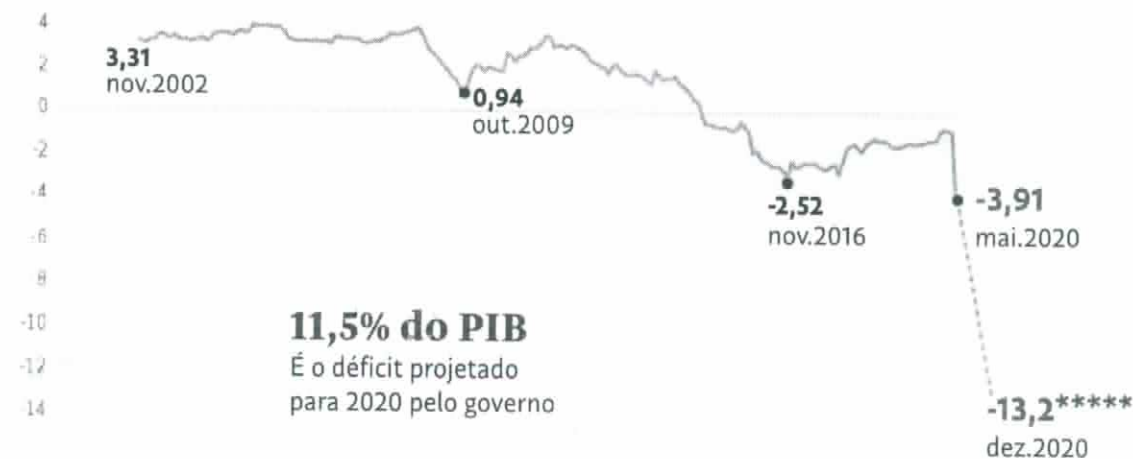 4
2
0
-2
-4
-6
8
-10
-12
-14
3,31
nov.2002
0,94
out.2009
-2,52
nov.2016
-3,91
mai.2020
11,5% do PIB
É o déficit projetado
para 2020 pelo governo
-13,2*****
dez.2020